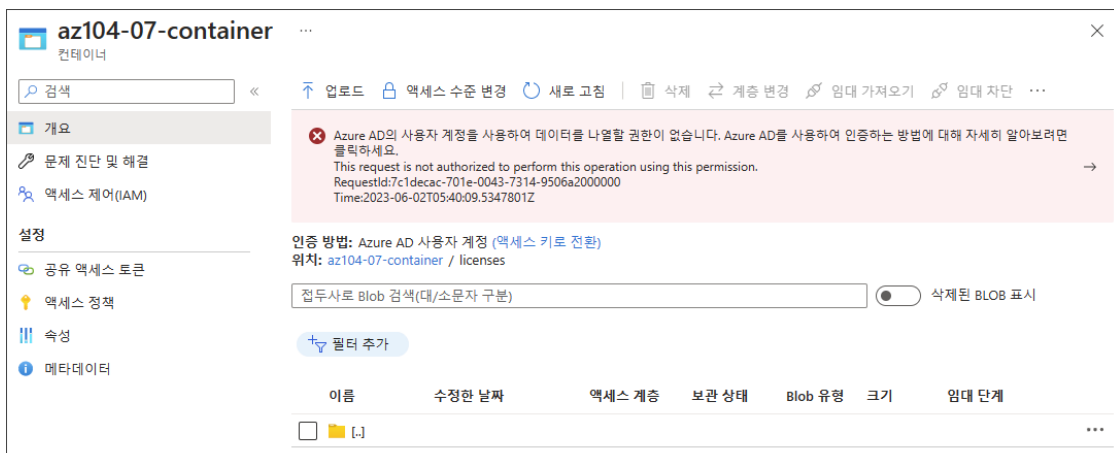 az104-07-container ...
컨테이너
검색
개요
문제 진단 및 해결
액세스 제어(IAM)
설정
공유 액세스 토큰
액세스 정책
속성
메타데이터
업로드 액세스 수준 변경 새로 고침 삭제 계층 변경 임대 가져오기 임대 차단 ...
Azure AD의 사용자 계정을 사용하여 데이터를 나열할 권한이 없습니다. Azure AD를 사용하여 인증하는 방법에 대해 자세히 알아보려면
클릭하세요.
This request is not authorized to perform this operation using this permission.
RequestId:7c1decac-701e-0043-7314-9506a2000000
Time:2023-06-02T05:40:09.5347801Z
인증 방법: Azure AD 사용자 계정 (액세스 키로 전환)
위치: az104-07-container / licenses
접두사로 Blob 검색(대/소문자 구분)
삭제된 BLOB 표시
필터 추가
이름 수정한 날짜 액세스 계층 보관 상태 Blob 유형 크기 임대 단계
[..] ...